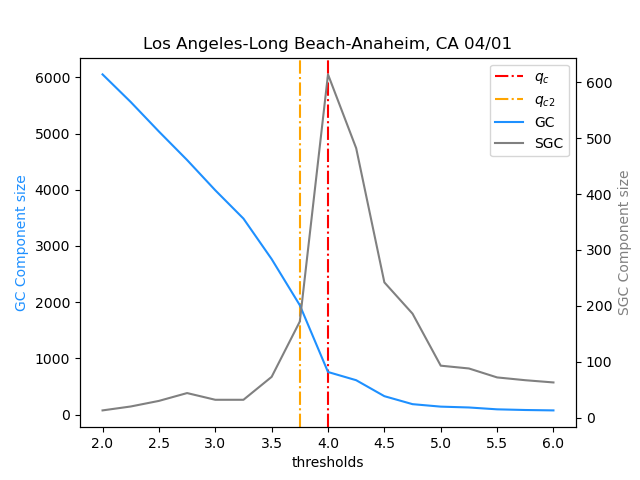 Los Angeles-Long Beach-Anaheim, CA 04/01
6000
5000
4000
3000
2000
1000
0
GC Component size
600
500
400
300
200
100
0
SGC Component size
q_c
q_{c2}
GC
SGC
2.0 2.5 3.0 3.5 4.0 4.5 5.0 5.5 6.0
thresholds